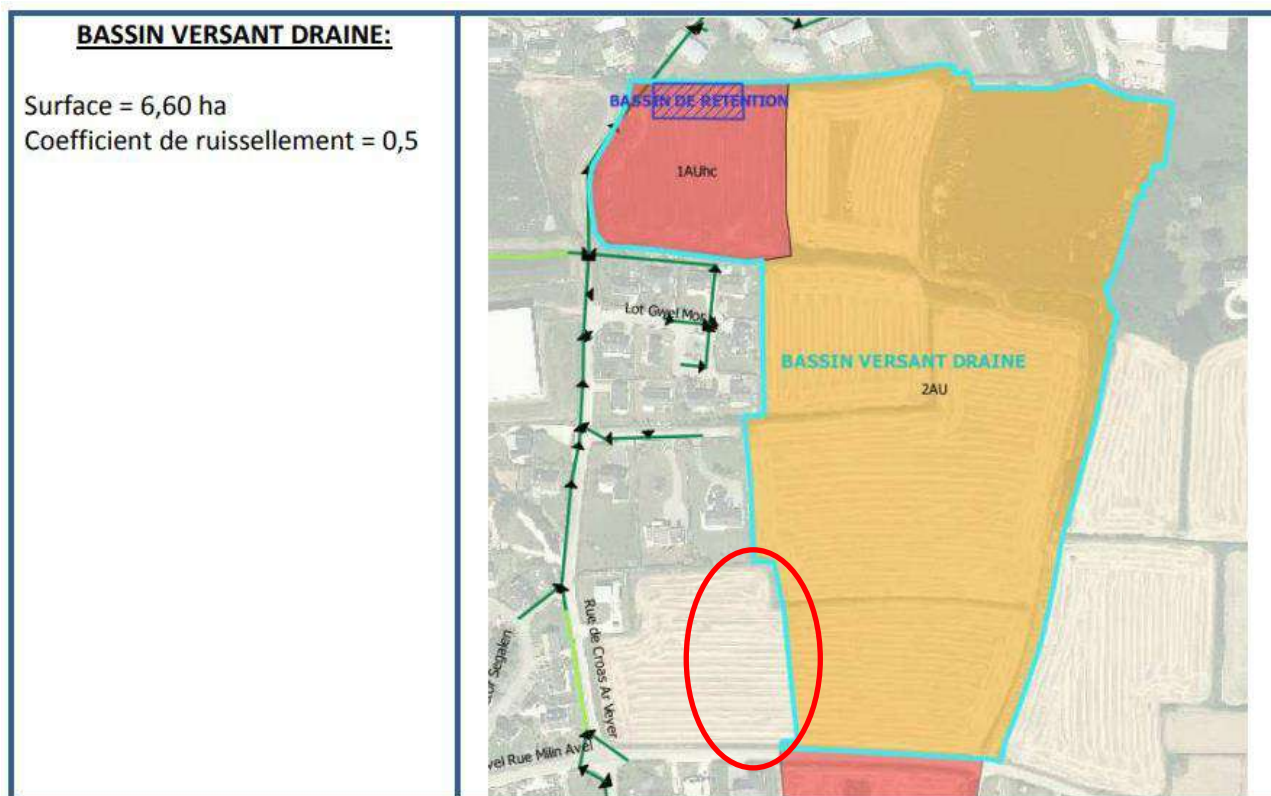 BASSIN VERSANT DRAINE:
Surface = 6,60 ha
Coefficient de ruissellement = 0,5
BASSIN DE RETENTION
1AUhc
Lot Gwel Mor
BASSIN VERSANT DRAINE
2AU
Rue de Croas Ar Veyer
Segalen
Rue Milin Avel